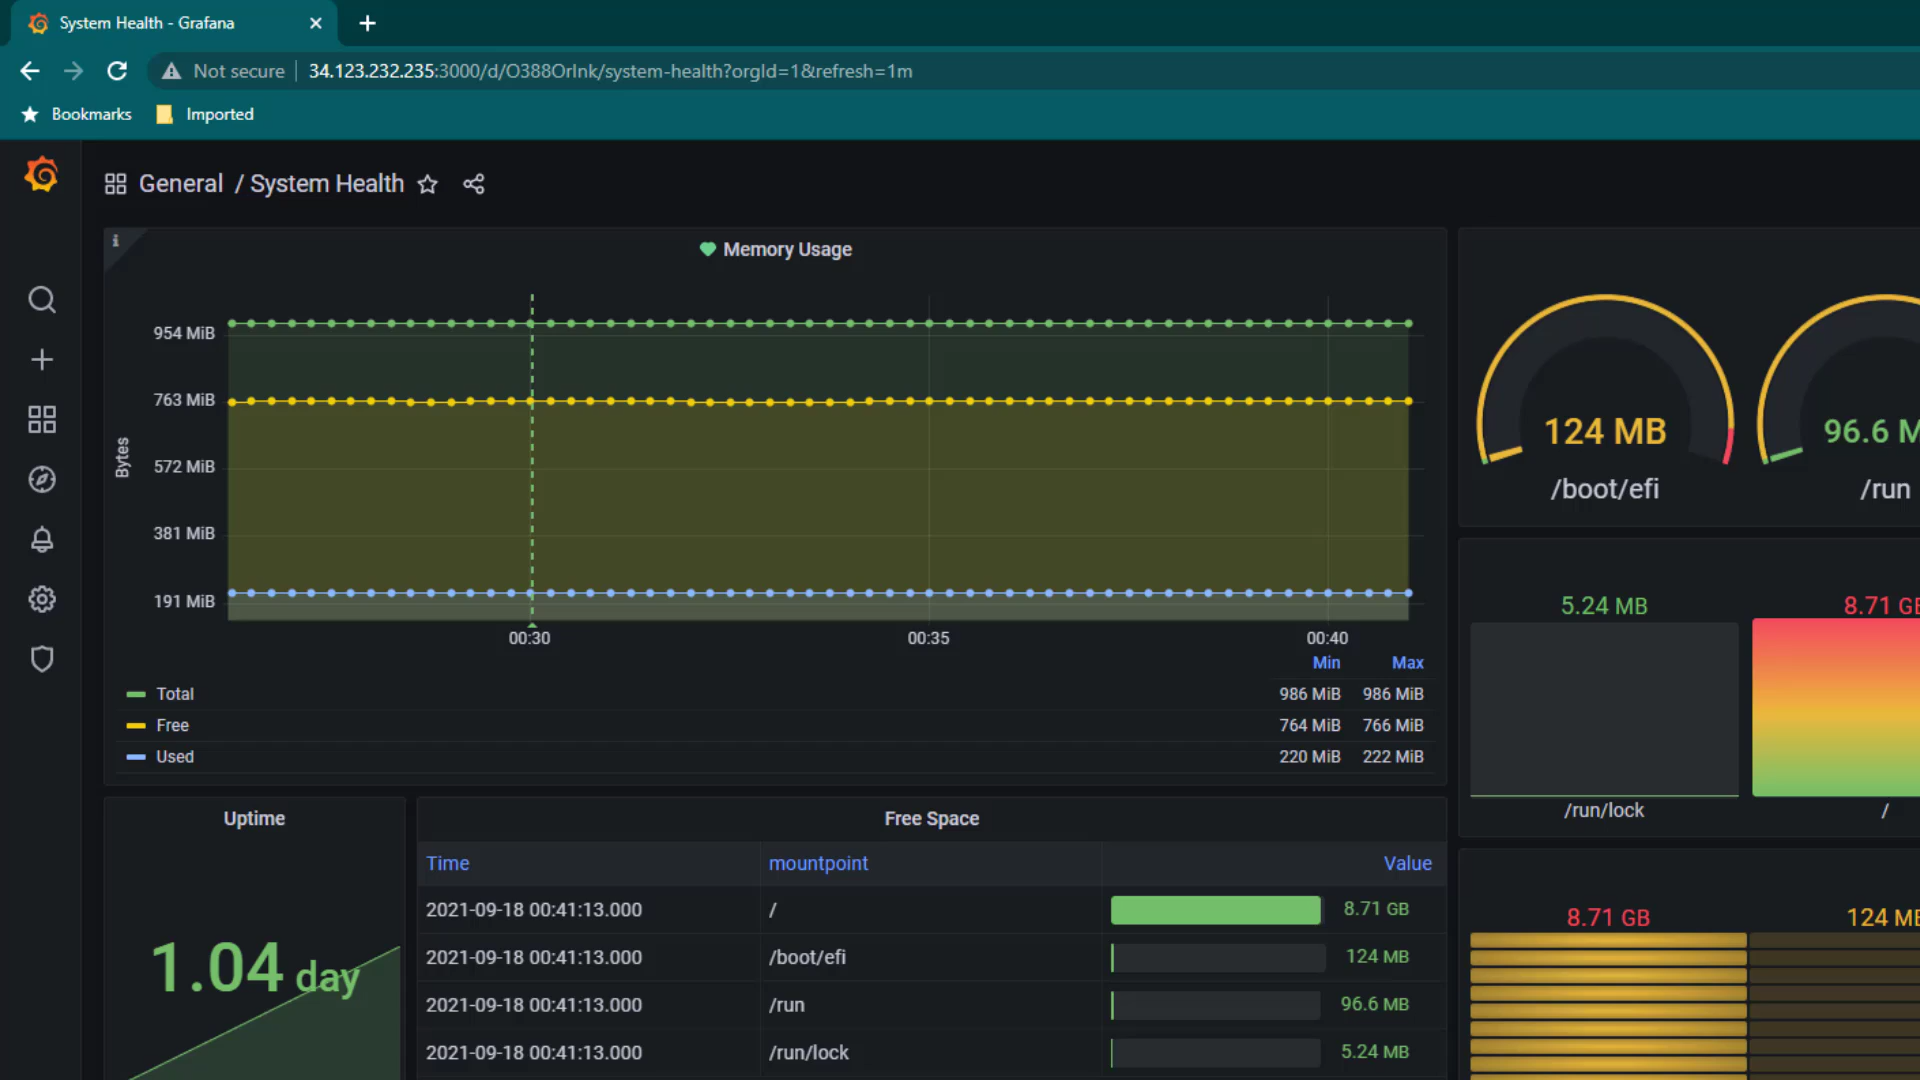 System Health - Grafana
Not secure 34.123.232.235:3000/d/O388OrInk/system-health?orgId=1&refresh=1m
Bookmarks Imported
General / System Health
i
Memory Usage
Bytes
954 MiB
763 MiB
572 MiB
381 MiB
191 MiB
00:30 00:35 00:40
Min Max
Total 986 MiB 986 MiB
Free 764 MiB 766 MiB
Used 220 MiB 222 MiB
124 MB
/boot/efi
96.6 M
/run
5.24 MB
/run/lock
8.71 GB
/
Uptime
1.04 day
Free Space
Time mountpoint Value
2021-09-18 00:41:13.000 / 8.71 GB
2021-09-18 00:41:13.000 /boot/efi 124 MB
2021-09-18 00:41:13.000 /run 96.6 MB
2021-09-18 00:41:13.000 /run/lock 5.24 MB
8.71 GB
124 MB